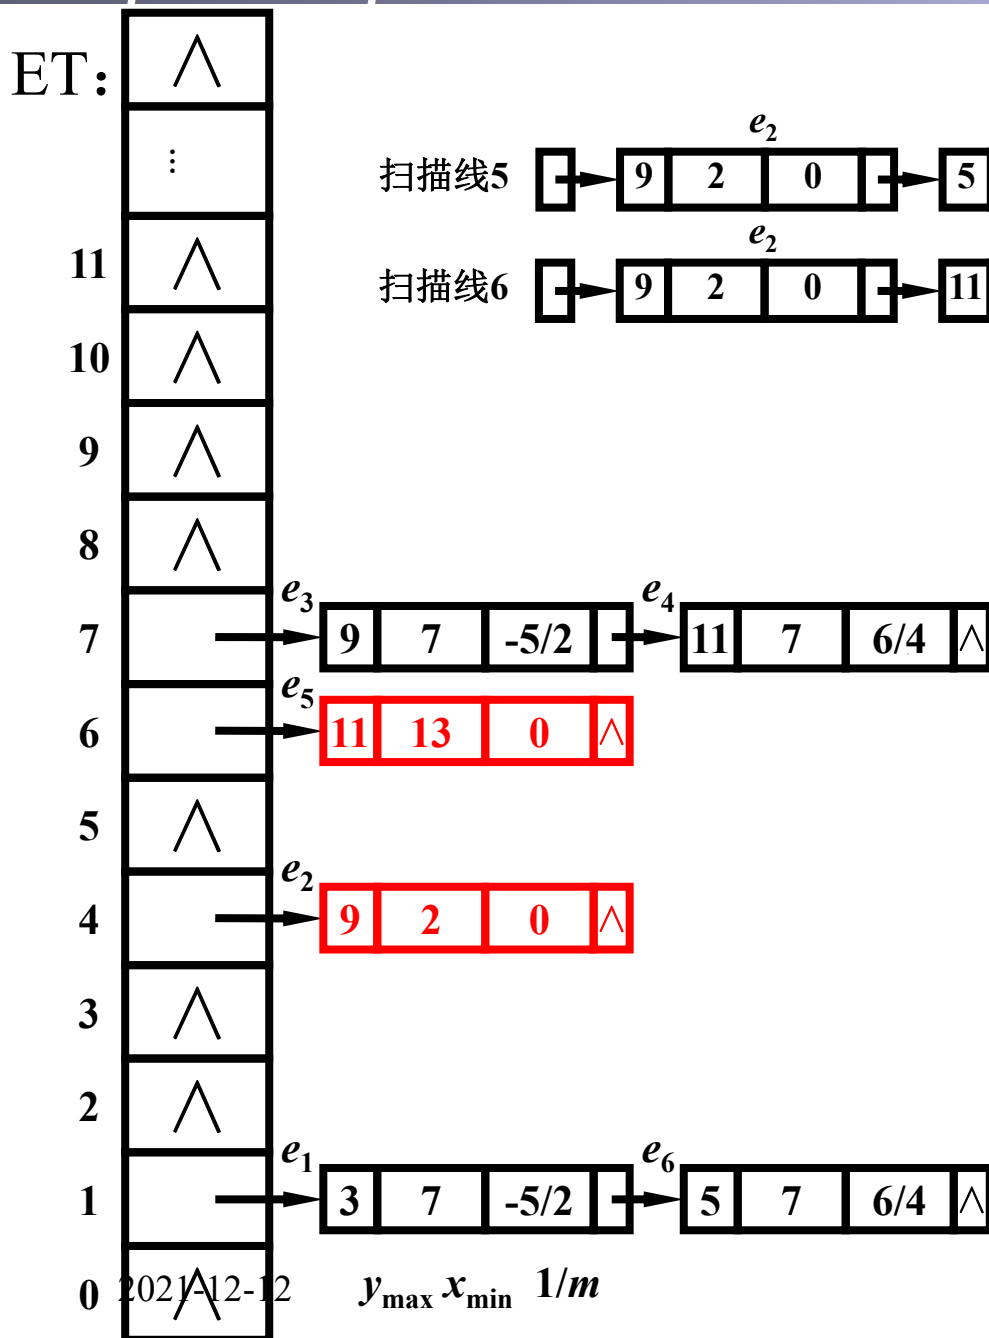 ET：
∧
⋮
e₂
扫描线5 9 2 0 5
e₂
扫描线6 9 2 0 11
11 ∧
10 ∧
9 ∧
8 ∧
e₃ e₄
7 9 7 -5/2 11 7 6/4 ∧
e₅
6 11 13 0 ∧
5 ∧
e₂
4 9 2 0 ∧
3 ∧
2 ∧
e₁ e₆
1 3 7 -5/2 5 7 6/4 ∧
0 ∧ 2021-12-12 yₘₐₓ xₘᵢₙ 1/m